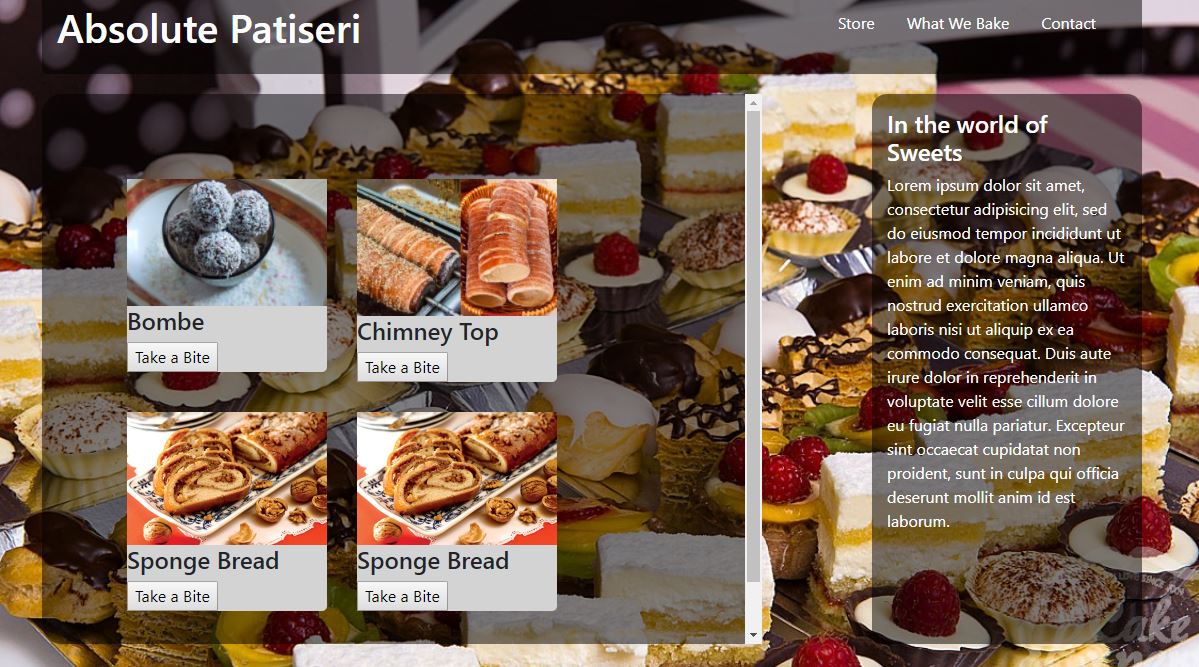 Absolute Patiseri
Store
What We Bake
Contact
Bombe
Take a Bite
Chimney Top
Take a Bite
Sponge Bread
Take a Bite
Sponge Bread
Take a Bite
In the world of
Sweets
Lorem ipsum dolor sit amet,
consectetur adipisicing elit, sed
do eiusmod tempor incididunt ut
labore et dolore magna aliqua. Ut
enim ad minim veniam, quis
nostrud exercitation ullamco
laboris nisi ut aliquip ex ea
commodo consequat. Duis aute
irure dolor in reprehenderit in
voluptate velit esse cillum dolore
eu fugiat nulla pariatur. Excepteur
sint occaecat cupidatat non
proident, sunt in culpa qui officia
deserunt mollit anim id est
laborum.
LOVE SINCE
Cake